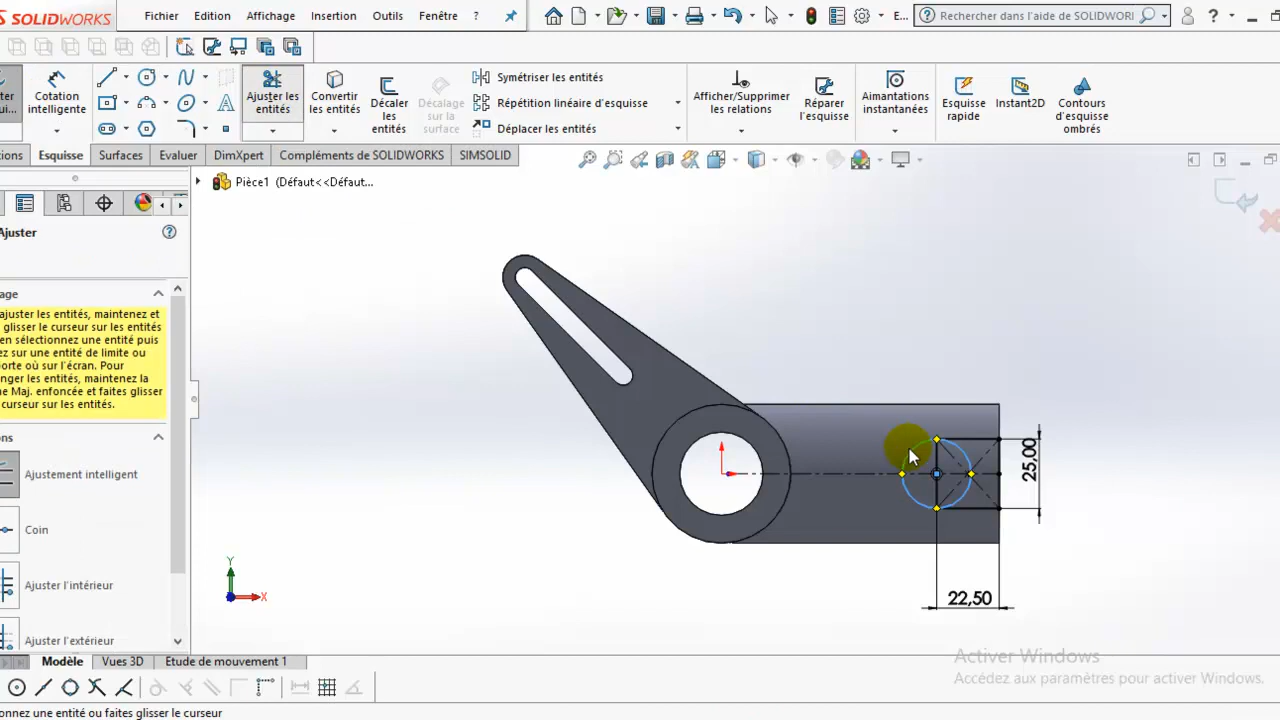 SOLIDWORKS
Fichier Edition Affichage Insertion Outils Fenêtre
E... Rechercher dans l'aide de SOLIDWORI
Cotation intelligente
Ajuster les entités
Convertir les entités
Décaler les entités
Décalage sur la surface
Symétriser les entités
Répétition linéaire d'esquisse
Déplacer les entités
Afficher/Supprimer les relations
Réparer l'esquisse
Aimantations instantanées
Esquisse rapide
Instant2D
Contours d'esquisse ombrés
Esquisse Surfaces Evaluer DimXpert Compléments de SOLIDWORKS SIMSOLID
Pièce1 (Défaut<<Défaut...
Ajuster
ajuster les entités, maintenez et
glisser le curseur sur les entités
en sélectionnez une entité puis
ez sur une entité de limite ou
porte où sur l'écran. Pour
nger les entités, maintenez la
he Maj. enfoncée et faites glisser
curseur sur les entités.
Ajustement intelligent
Coin
Ajuster l'intérieur
Ajuster l'extérieur
25,00
22,50
Y
X
Activer Windows
Accédez aux paramètres pour activer Windows.
Modèle Vues 3D Etude de mouvement 1
onnez une entité ou faites glisser le curseur